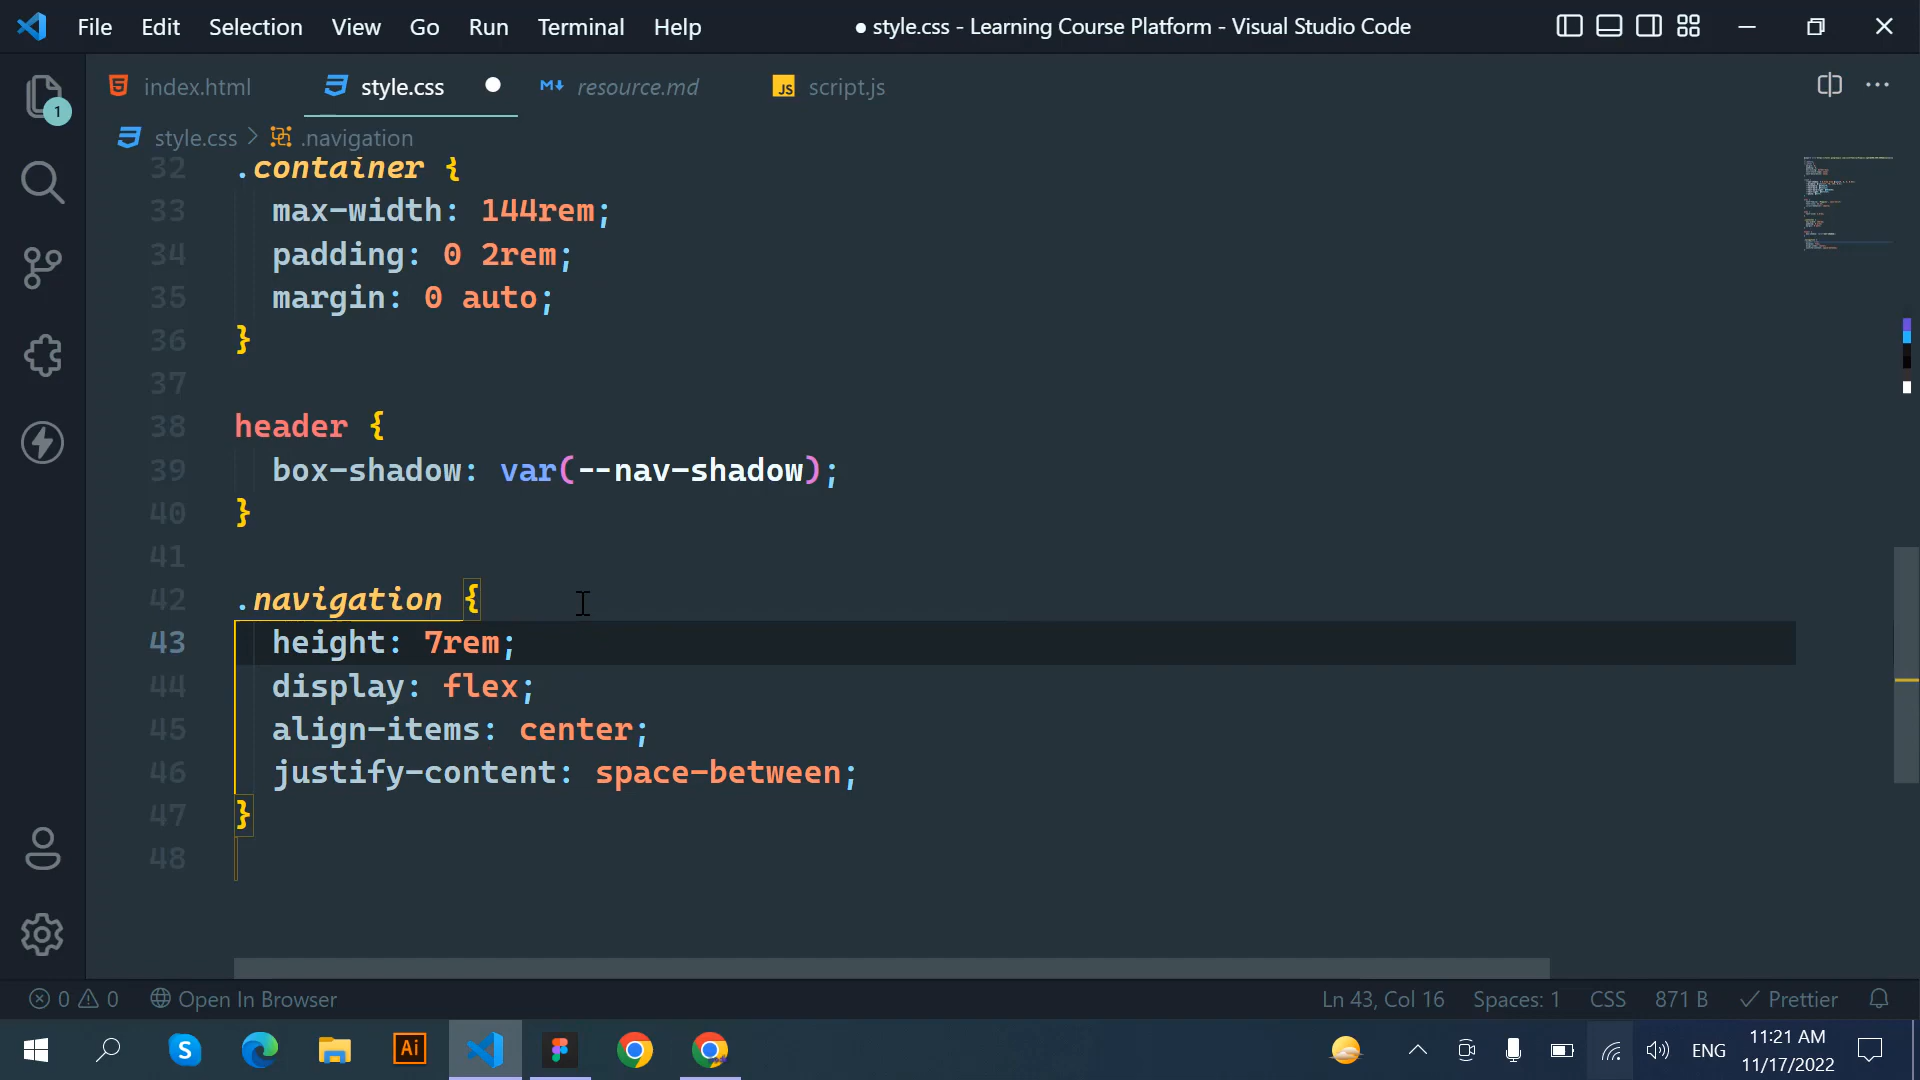 File Edit Selection View Go Run Terminal Help
● style.css - Learning Course Platform - Visual Studio Code
1
index.html
style.css
resource.md
JS script.js
style.css > .navigation
32 .container {
33 max-width: 144rem;
34 padding: 0 2rem;
35 margin: 0 auto;
36 }
37
38 header {
39 box-shadow: var(--nav-shadow);
40 }
41
42 .navigation {
43 height: 7rem;
44 display: flex;
45 align-items: center;
46 justify-content: space-between;
47 }
48
0 0 Open In Browser
Ln 43, Col 16 Spaces: 1 CSS 871 B Prettier
S Ai
ENG
11:21 AM
11/17/2022